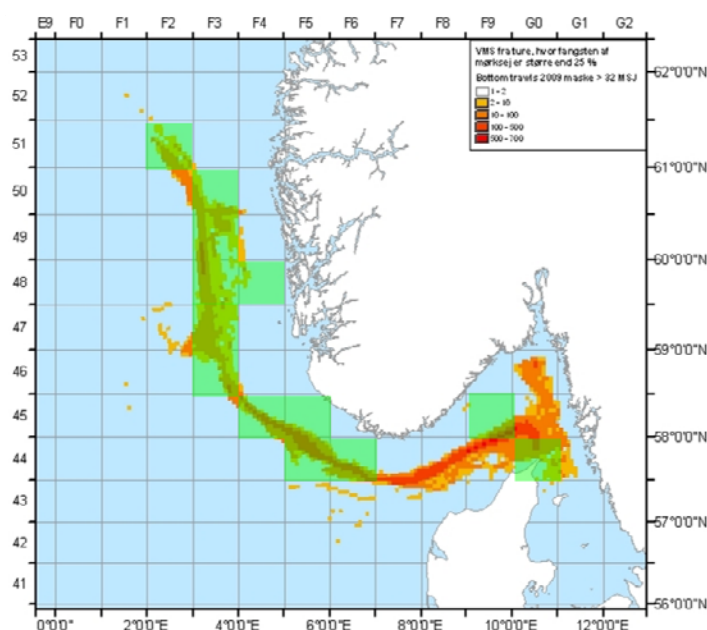 E9 F0 F1 F2 F3 F4 F5 F6 F7 F8 F9 G0 G1 G2
VMS fra ture, hvor fangsten af
mørksej er større end 25 %
Bottom trawls 2009 maske > 32 MSJ
1 - 2
2 - 10
10 - 100
100 - 500
500 - 700
53
52
51
50
49
48
47
46
45
44
43
42
41
62°0'0"N
61°0'0"N
60°0'0"N
59°0'0"N
58°0'0"N
57°0'0"N
56°0'0"N
0°0'0" 2°0'0"E 4°0'0"E 6°0'0"E 8°0'0"E 10°0'0"E 12°0'0"E